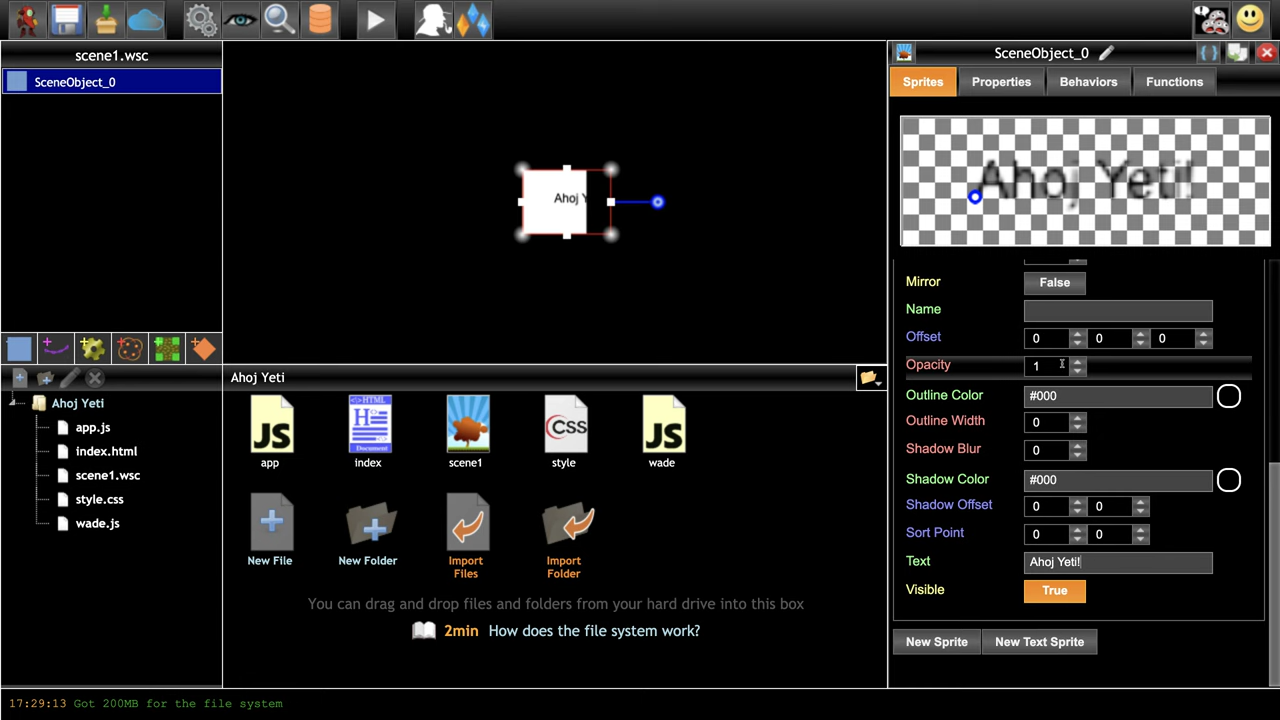 scene1.wsc
SceneObject_0
Ahoj Y
SceneObject_0
Sprites Properties Behaviors Functions
Ahoj Yeti!
Mirror False
Name
Offset 0 0 0
Opacity 1
Outline Color #000
Outline Width 0
Shadow Blur 0
Shadow Color #000
Shadow Offset 0 0
Sort Point 0 0
Text Ahoj Yeti!
Visible True
New Sprite New Text Sprite
Ahoj Yeti
app.js
index.html
scene1.wsc
style.css
wade.js
Ahoj Yeti
JS <HTML> H Document CSS JS
app index scene1 style wade
New File New Folder Import Files Import Folder
You can drag and drop files and folders from your hard drive into this box
2min How does the file system work?
17:29:13 Got 200MB for the file system